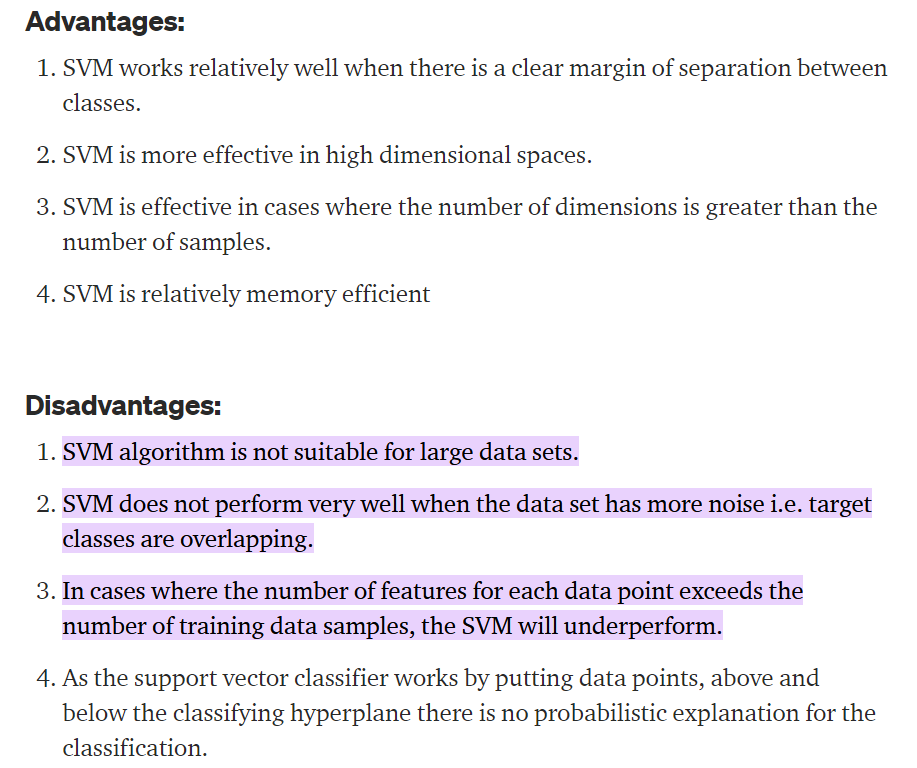 Advantages:
1. SVM works relatively well when there is a clear margin of separation between
classes.
2. SVM is more effective in high dimensional spaces.
3. SVM is effective in cases where the number of dimensions is greater than the
number of samples.
4. SVM is relatively memory efficient
Disadvantages:
1. SVM algorithm is not suitable for large data sets.
2. SVM does not perform very well when the data set has more noise i.e. target
classes are overlapping.
3. In cases where the number of features for each data point exceeds the
number of training data samples, the SVM will underperform.
4. As the support vector classifier works by putting data points, above and
below the classifying hyperplane there is no probabilistic explanation for the
classification.